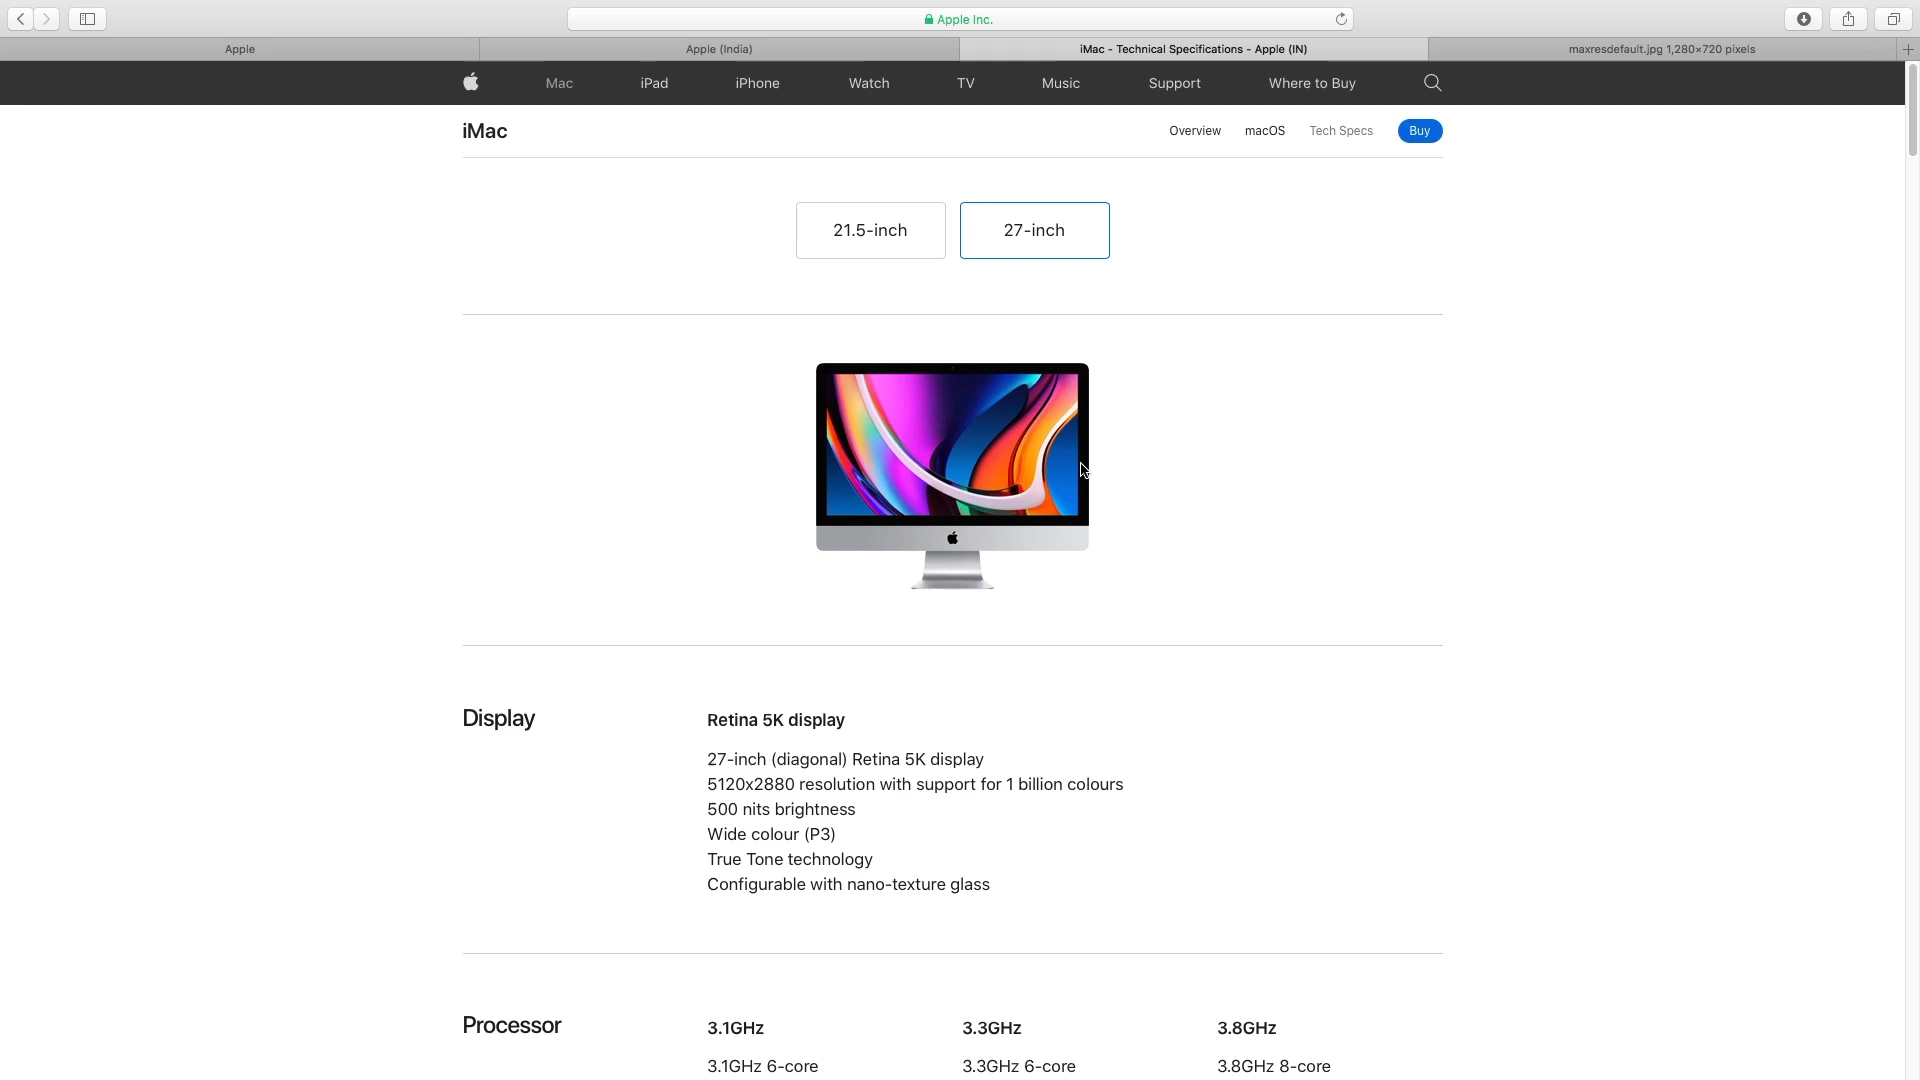 Apple Inc.
Apple
Apple (India)
iMac - Technical Specifications - Apple (IN)
maxresdefault.jpg 1,280×720 pixels
Mac
iPad
iPhone
Watch
TV
Music
Support
Where to Buy
iMac
Overview
macOS
Tech Specs
Buy
21.5-inch
27-inch
Display
Retina 5K display
27-inch (diagonal) Retina 5K display
5120x2880 resolution with support for 1 billion colours
500 nits brightness
Wide colour (P3)
True Tone technology
Configurable with nano-texture glass
Processor
3.1GHz
3.3GHz
3.8GHz
3.1GHz 6-core
3.3GHz 6-core
3.8GHz 8-core